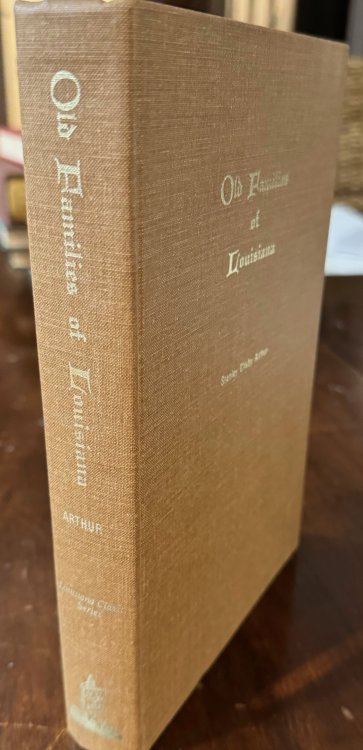 Old Families of Louisiana
ARTHUR
Louisiana Classic
Series
Old Families
of
Louisiana
Stanley Clisby Arthur